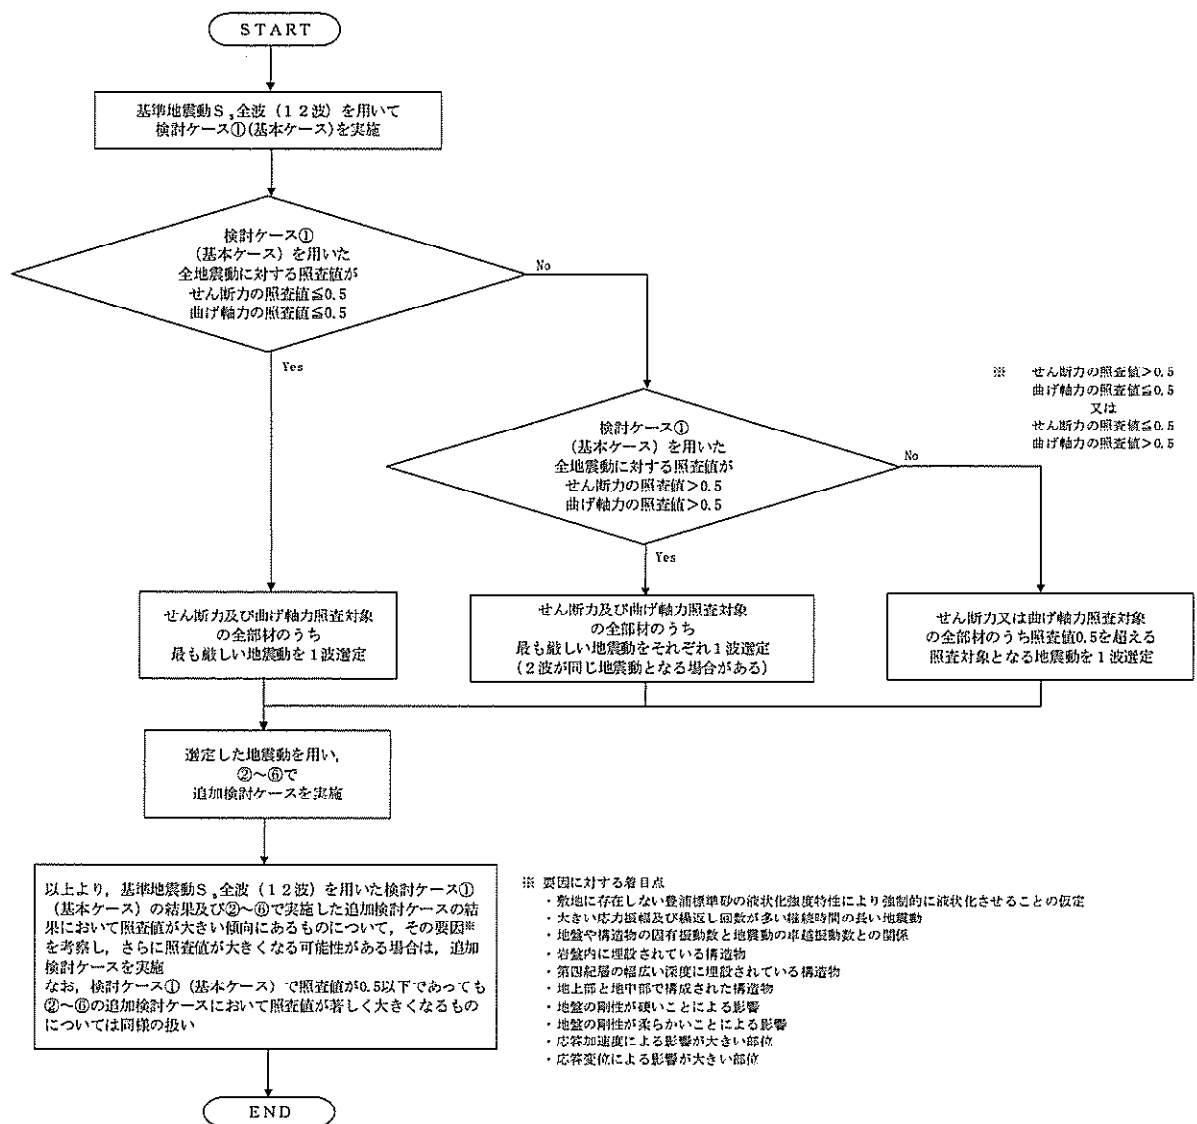 START
基準地震動Ｓs全波（１２波）を用いて
検討ケース①(基本ケース)を実施
検討ケース①
（基本ケース）を用いた
全地震動に対する照査値が
せん断力の照査値≦0.5
曲げ軸力の照査値≦0.5
No
Yes
※ せん断力の照査値＞0.5
曲げ軸力の照査値≦0.5
又は
せん断力の照査値≦0.5
曲げ軸力の照査値＞0.5
検討ケース①
（基本ケース）を用いた
全地震動に対する照査値が
せん断力の照査値＞0.5
曲げ軸力の照査値＞0.5
No
Yes
せん断力及び曲げ軸力照査対象
の全部材のうち
最も厳しい地震動を１波選定
せん断力及び曲げ軸力照査対象
の全部材のうち
最も厳しい地震動をそれぞれ１波選定
(２波が同じ地震動となる場合がある)
せん断力又は曲げ軸力照査対象
の全部材のうち照査値0.5を超える
照査対象となる地震動を１波選定
選定した地震動を用い，
②～⑥で
追加検討ケースを実施
以上より，基準地震動Ｓs全波（１２波）を用いた検討ケース①
（基本ケース）の結果及び②～⑥で実施した追加検討ケースの結
果において照査値が大きい傾向にあるものについて，その要因※
を考察し，さらに照査値が大きくなる可能性がある場合は，追加
検討ケースを実施
なお，検討ケース①（基本ケース）で照査値が0.5以下であっても
②～⑥の追加検討ケースにおいて照査値が著しく大きくなるもの
については同様の扱い
※ 要因に対する着目点
・敷地に存在しない豊浦標準砂の液状化強度特性により強制的に液状化させることの仮定
・大きい応力振幅及び繰返し回数が多い継続時間の長い地震動
・地盤や構造物の固有振動数と地震動の卓越振動数との関係
・岩盤内に埋設されている構造物
・第四紀層の幅広い深度に埋設されている構造物
・地上部と地中部で構成された構造物
・地盤の剛性が硬いことによる影響
・地盤の剛性が柔らかいことによる影響
・応答加速度による影響が大きい部位
・応答変位による影響が大きい部位
END